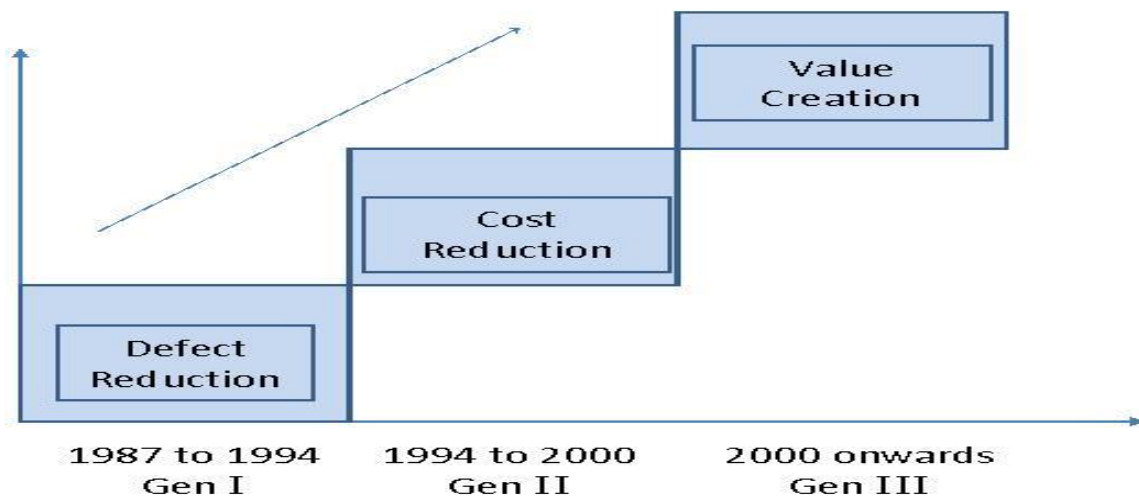 Value
Creation
Cost
Reduction
Defect
Reduction
1987 to 1994
Gen I
1994 to 2000
Gen II
2000 onwards
Gen III